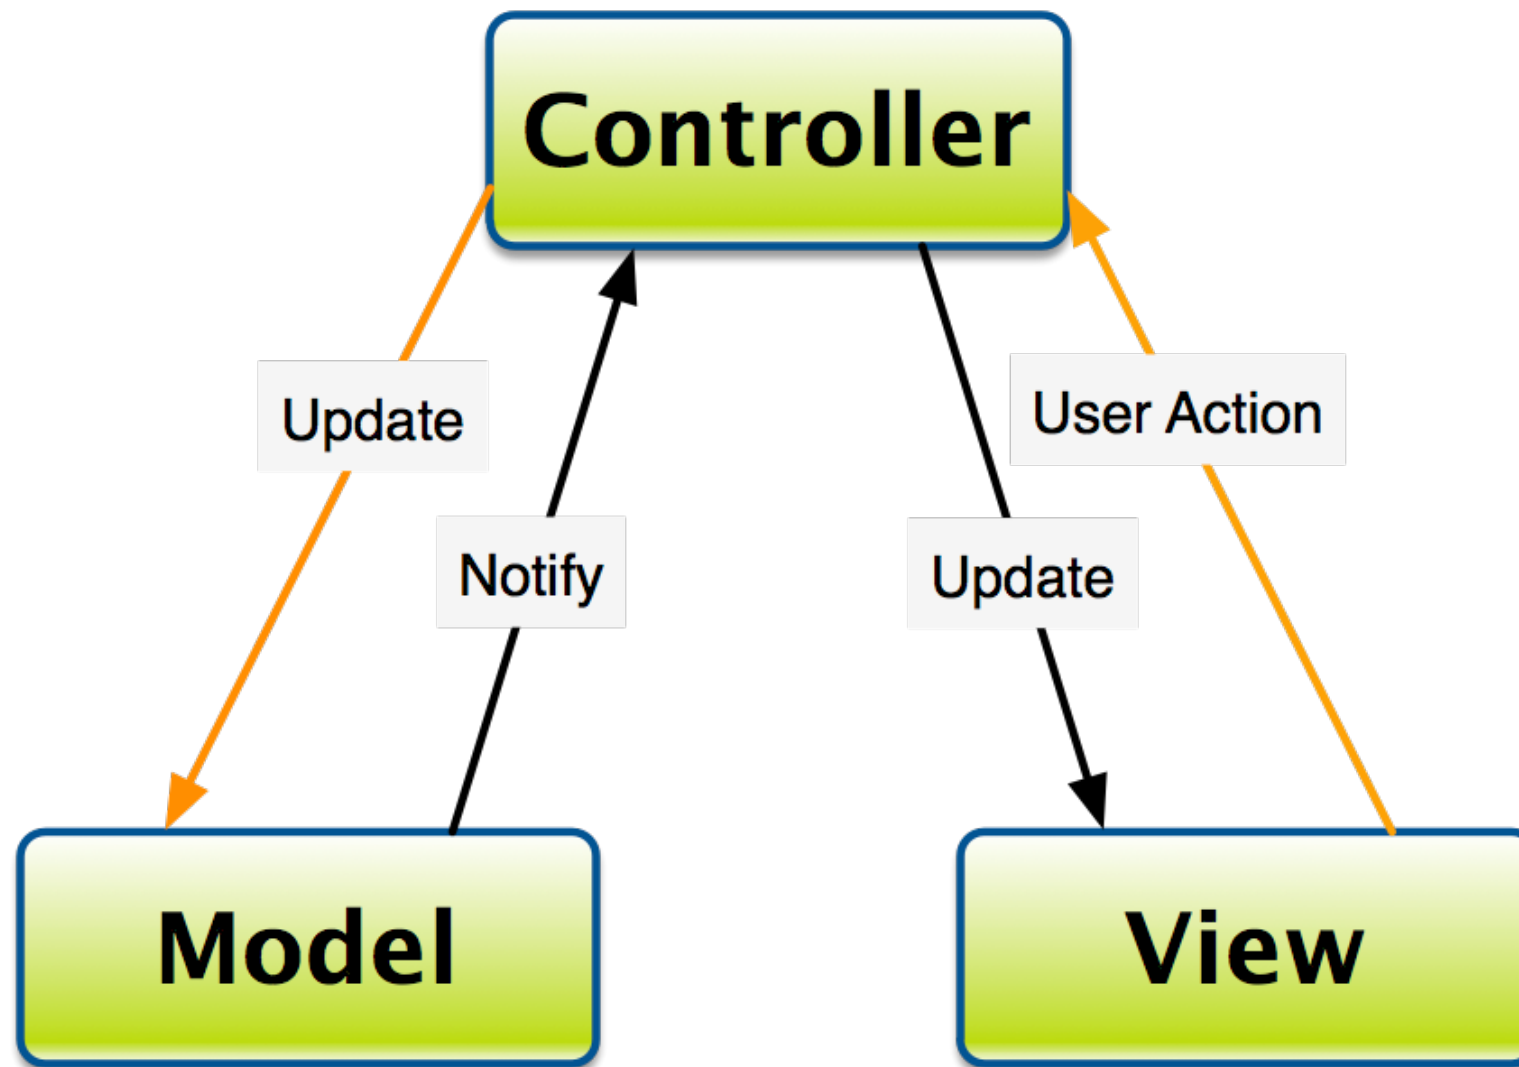 Controller
Update
User Action
Notify
Update
Model
View